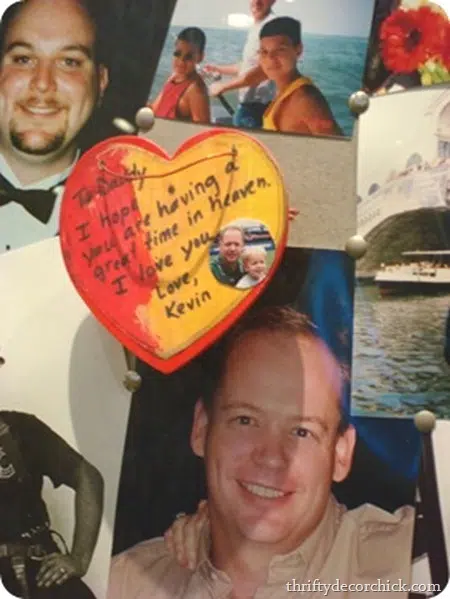 To Daddy
I Hope
you are having a
great time in heaven.
I love you
Love,
Kevin
thriftydecorchick.com